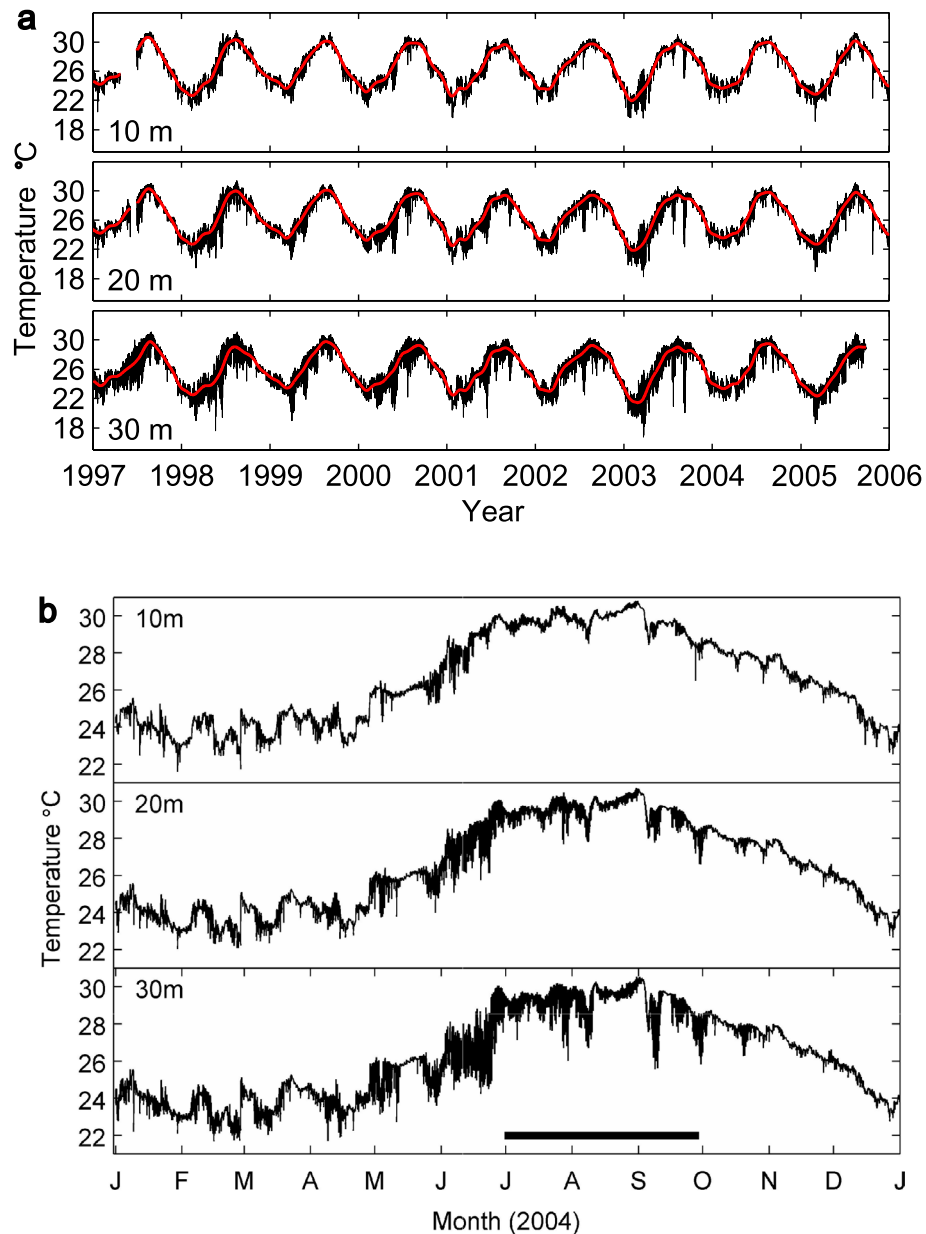 a
30
26
22
18
10 m
30
26
22
18
20 m
30
26
22
18
30 m
Temperature °C
1997 1998 1999 2000 2001 2002 2003 2004 2005 2006
Year
b
30
28
26
24
22
10m
30
28
26
24
22
20m
30
28
26
24
22
30m
Temperature °C
J F M A M J J A S O N D J
Month (2004)